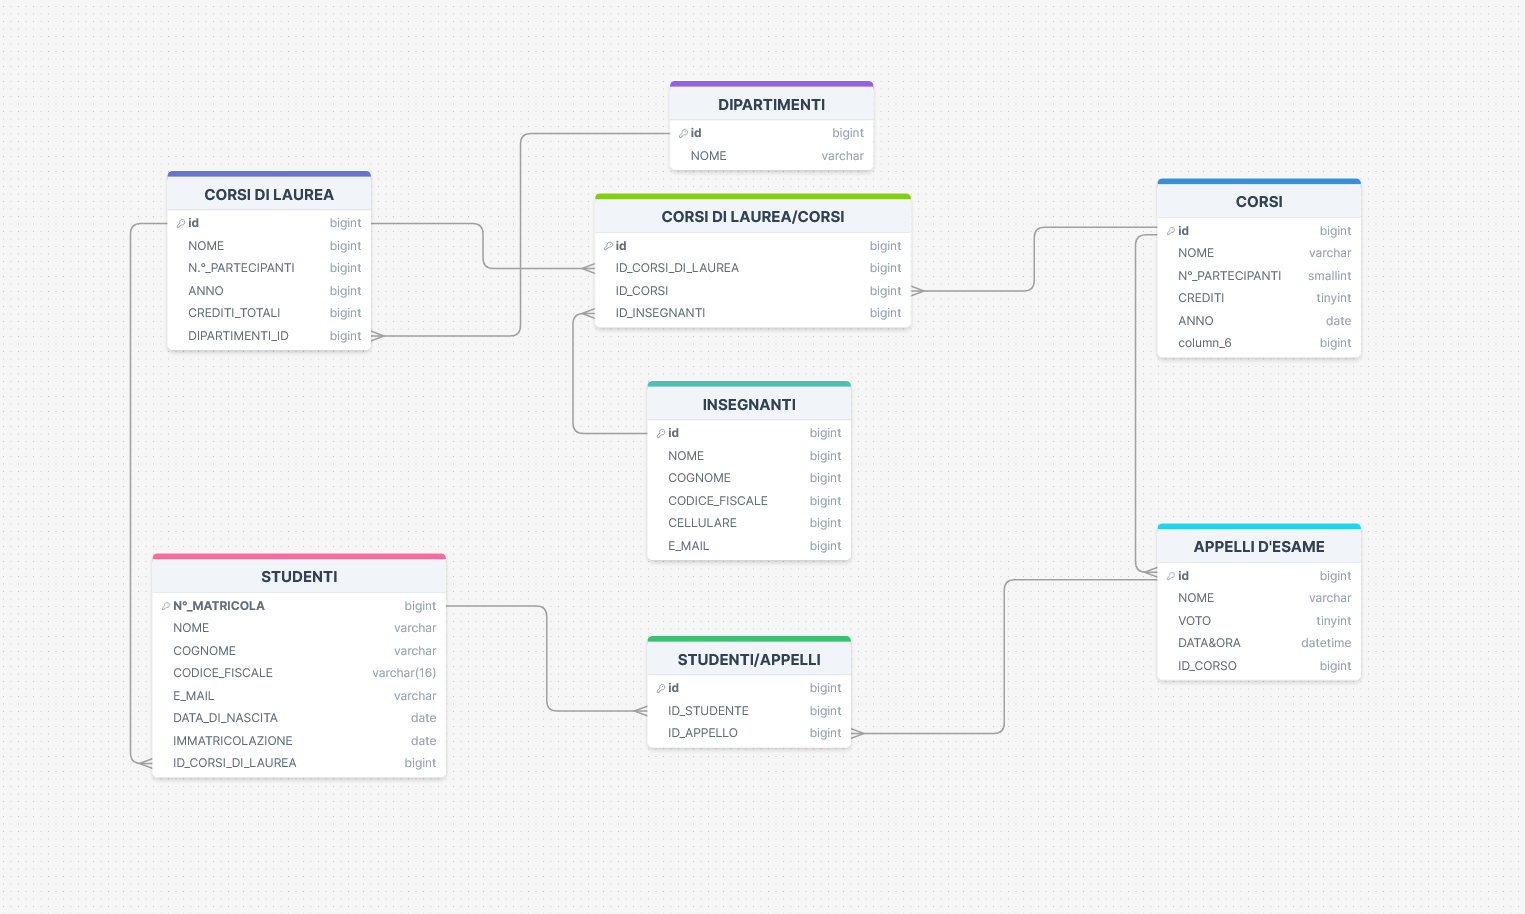 DIPARTIMENTI
id bigint
NOME varchar
CORSI DI LAUREA
id bigint
NOME bigint
N.°_PARTECIPANTI bigint
ANNO bigint
CREDITI_TOTALI bigint
DIPARTIMENTI_ID bigint
CORSI DI LAUREA/CORSI
id bigint
ID_CORSI_DI_LAUREA bigint
ID_CORSI bigint
ID_INSEGNANTI bigint
CORSI
id bigint
NOME varchar
N°_PARTECIPANTI smallint
CREDITI tinyint
ANNO date
column_6 bigint
INSEGNANTI
id bigint
NOME bigint
COGNOME bigint
CODICE_FISCALE bigint
CELLULARE bigint
E_MAIL bigint
STUDENTI
N°_MATRICOLA bigint
NOME varchar
COGNOME varchar
CODICE_FISCALE varchar(16)
E_MAIL varchar
DATA_DI_NASCITA date
IMMATRICOLAZIONE date
ID_CORSI_DI_LAUREA bigint
STUDENTI/APPELLI
id bigint
ID_STUDENTE bigint
ID_APPELLO bigint
APPELLI D'ESAME
id bigint
NOME varchar
VOTO tinyint
DATA&ORA datetime
ID_CORSO bigint